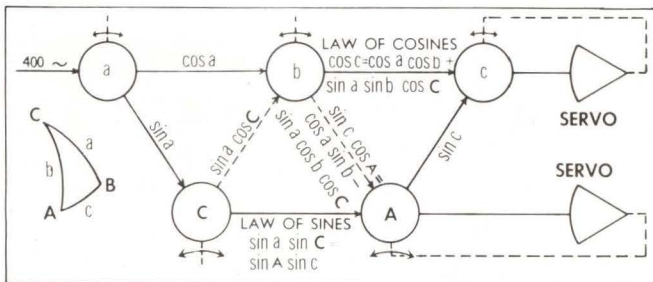 400 ~
a
cos a
b
LAW OF COSINES
cos c=cos a cos b +
sin a sin b cos C
c
SERVO
sin a
sin a cos C
sin c cos A =
cos a sin b -
sin a cos b cos C
sin c
C
a
b
B
A
c
C
LAW OF SINES
sin a sin C =
sin A sin c
A
SERVO